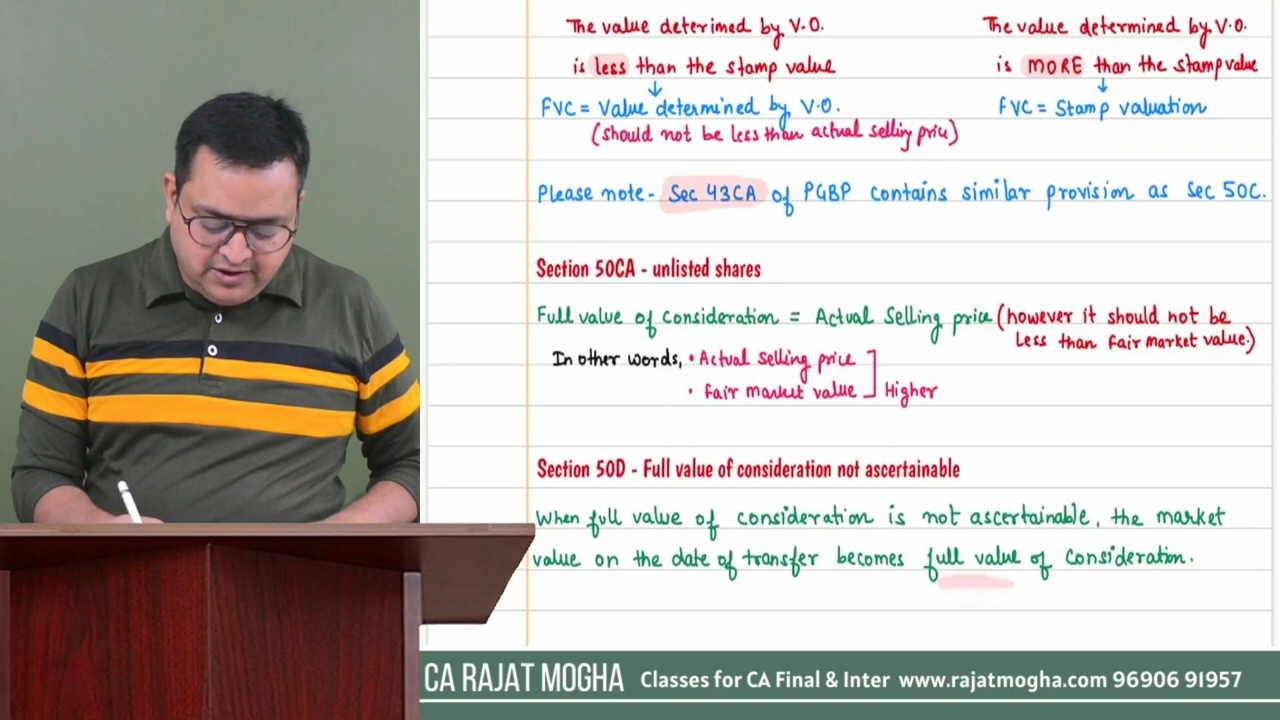 The value deterimed by V.O.
is less than the stamp value
FVC = Value determined by V.O.
(should not be less than actual selling price)
The value determined by V.O.
is MORE than the stamp value
FVC = Stamp valuation
Please note- Sec 43CA of PGBP contains similar provision as Sec 50C.
Section 50CA - unlisted shares
Full value of consideration = Actual Selling price (however it should not be
less than fair market value.)
In other words, • Actual selling price
• Fair market value
Higher
Section 50D - Full value of consideration not ascertainable
When full value of consideration is not ascertainable, the market
value on the date of transfer becomes full value of consideration.
CA RAJAT MOGHA Classes for CA Final & Inter www.rajatmogha.com 96906 91957